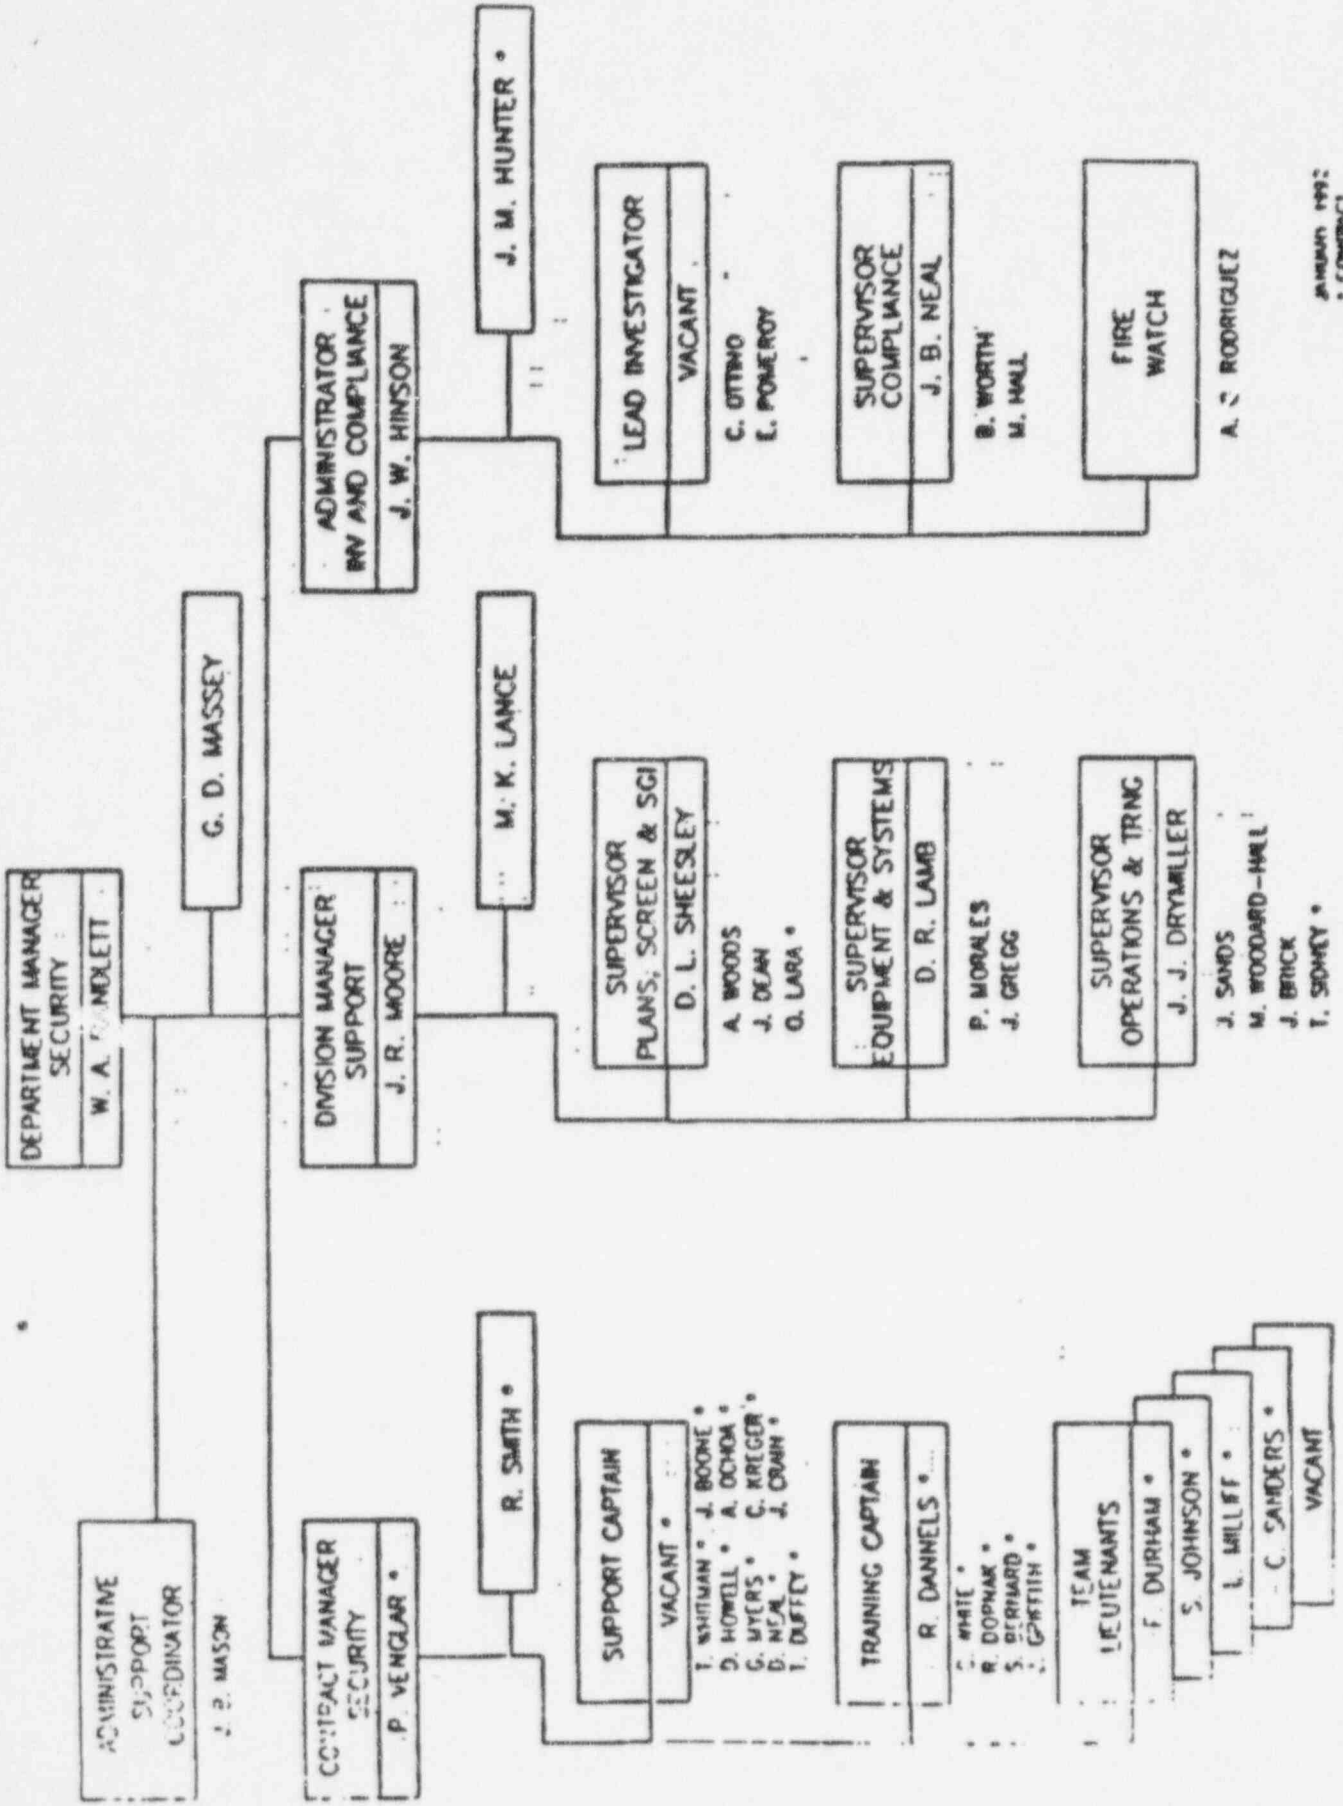 DEPARTMENT MANAGER
SECURITY
W. A.
ADMINISTRATIVE
SUPPORT
COORDINATOR
MASON
G. D. MASSEY
CONTRACT MANAGER
SECURITY
P. VENGLAR *
DIVISION MANAGER
SUPPORT
J. R. MOORE
ADMINISTRATOR
INV AND COMPLIANCE
J. W. HINSON
R. SMITH *
M. K. LANCE
J. M. HUNTER *
SUPPORT CAPTAIN
VACANT *
T. WHITMAN * J. BOONE *
D. HOWELL * A. OCHOA *
G. MYERS * C. KREGER *
D. NEAL * J. CRAIN *
T. DUFFEY *
TRAINING CAPTAIN
R. DANNELS *
WHITE *
R. DOPNAK *
S. BERNARD *
GRIFFITH *
TEAM
LIEUTENANTS
F. DURHAM *
S. JOHNSON *
L. MILLIFF *
C. SANDERS *
VACANT
SUPERVISOR
PLANS, SCREEN & SGI
D. L. SHEESLEY
A. WOODS
J. DEAN
O. LARA *
SUPERVISOR
EQUIPMENT & SYSTEMS
D. R. LAMB
P. MORALES
J. GREGG
SUPERVISOR
OPERATIONS & TRNG
J. J. DRYMILLER
J. SANDS
M. WOODARD-HALL
J. BRICK
T. SIDNEY *
LEAD INVESTIGATOR
VACANT
C. OTTINO
E. POMEROY
SUPERVISOR
COMPLIANCE
J. B. NEAL
B. WORTH
M. HALL
FIRE
WATCH
A. RODRIGUEZ
JANUARY 1992